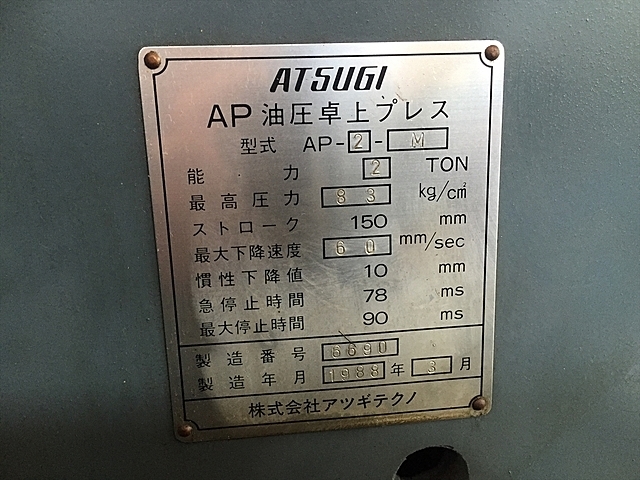 ATSUGI
AP 油圧卓上プレス
型式 AP-2-M
能力 2 TON
最高圧力 83 kg/cm²
ストローク 150 mm
最大下降速度 60 mm/sec
慣性下降値 10 mm
急停止時間 78 ms
最大停止時間 90 ms
製造番号 6690
製造年月 1988年 3月
株式会社アツギテクノ